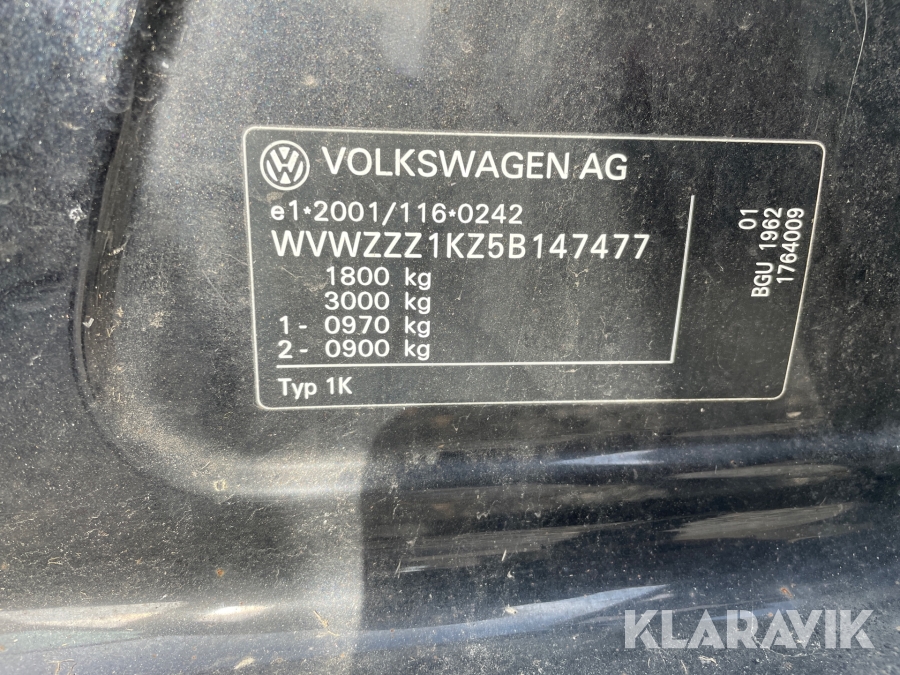 VOLKSWAGEN AG
e1*2001/116*0242
WVWZZZ1KZ5B147477
1800 kg
3000 kg
1 - 0970 kg
2 - 0900 kg
Typ 1K
01
BGU 1962
1764009
KLARAVIK